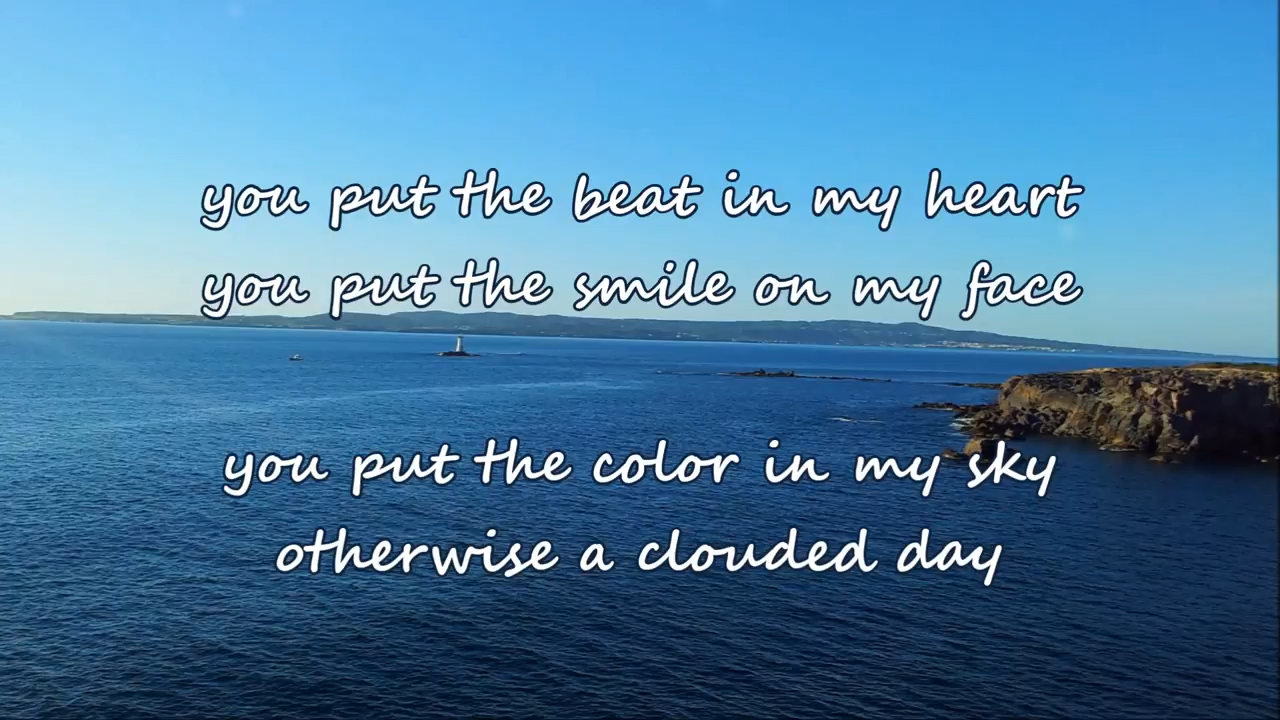 you put the beat in my heart
you put the smile on my face
you put the color in my sky
otherwise a clouded day